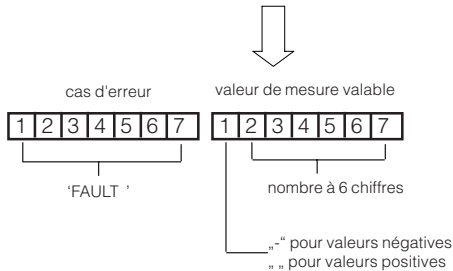 cas d'erreur
valeur de mesure valable
1 2 3 4 5 6 7
1 2 3 4 5 6 7
'FAULT '
nombre à 6 chiffres
„-“ pour valeurs négatives
„ „ pour valeurs positives